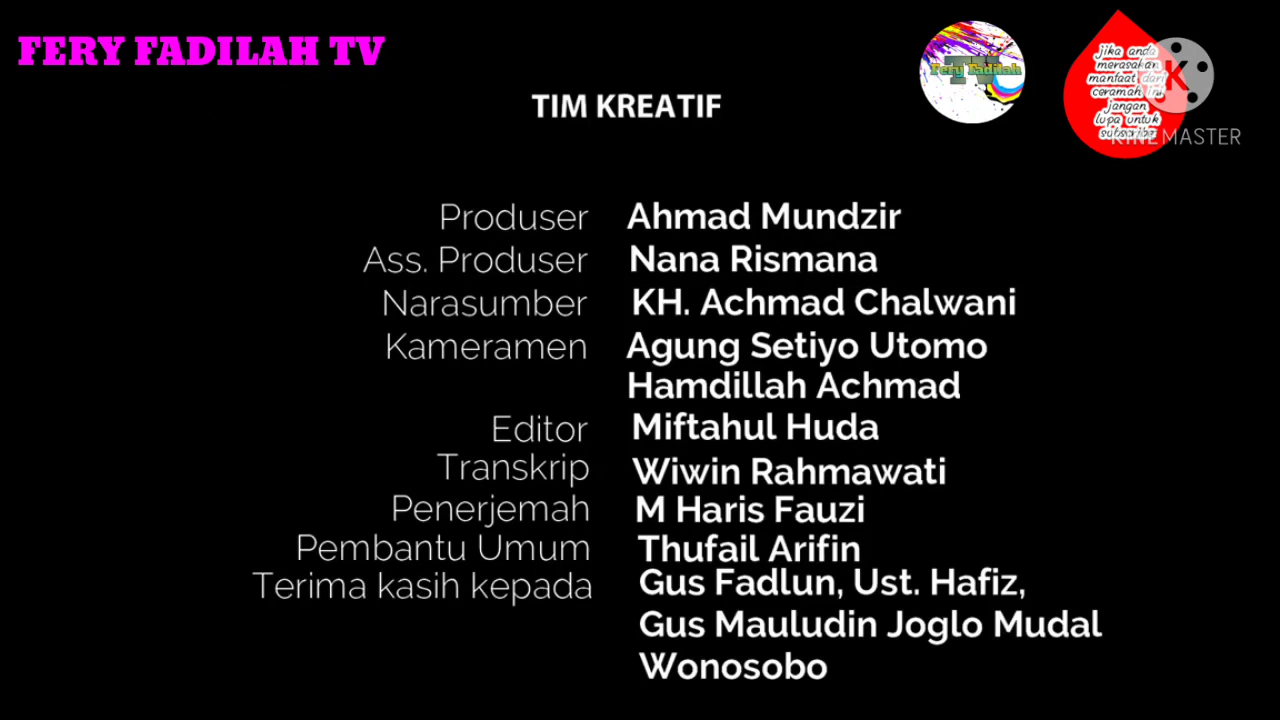 FERY FADILAH TV
TV
Fery Fadilah
jika anda
merasakan
manfaat dari
ceramah ini
jangan
lupa untuk
subscribe
K
KINEMASTER
TIM KREATIF
Produser Ahmad Mundzir
Ass. Produser Nana Rismana
Narasumber KH. Achmad Chalwani
Kameramen Agung Setiyo Utomo
Hamdillah Achmad
Editor Miftahul Huda
Transkrip Wiwin Rahmawati
Penerjemah M Haris Fauzi
Pembantu Umum Thufail Arifin
Terima kasih kepada Gus Fadlun, Ust. Hafiz,
Gus Mauludin Joglo Mudal
Wonosobo